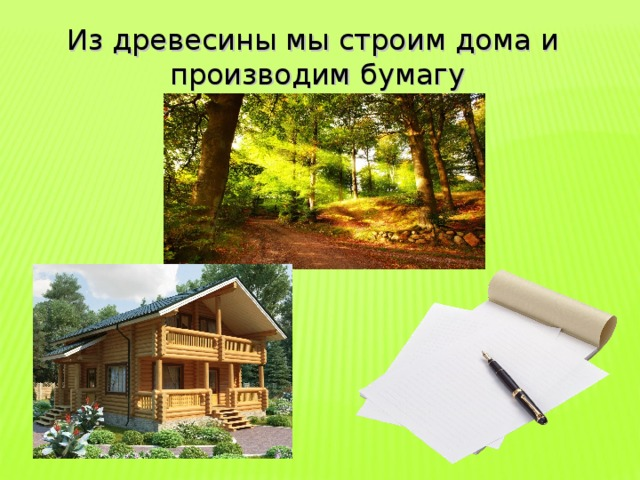 Из древесины мы строим дома и
производим бумагу